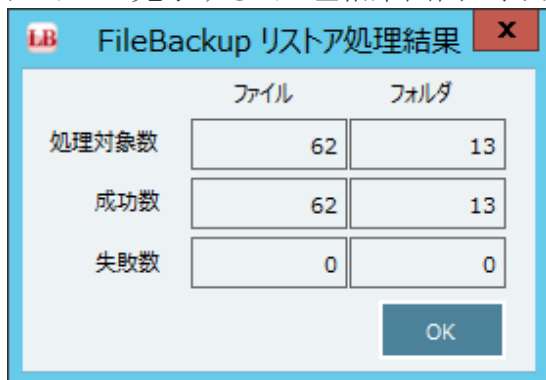 LB FileBackup リストア処理結果 x
ファイル フォルダ
処理対象数 62 13
成功数 62 13
失敗数 0 0
OK